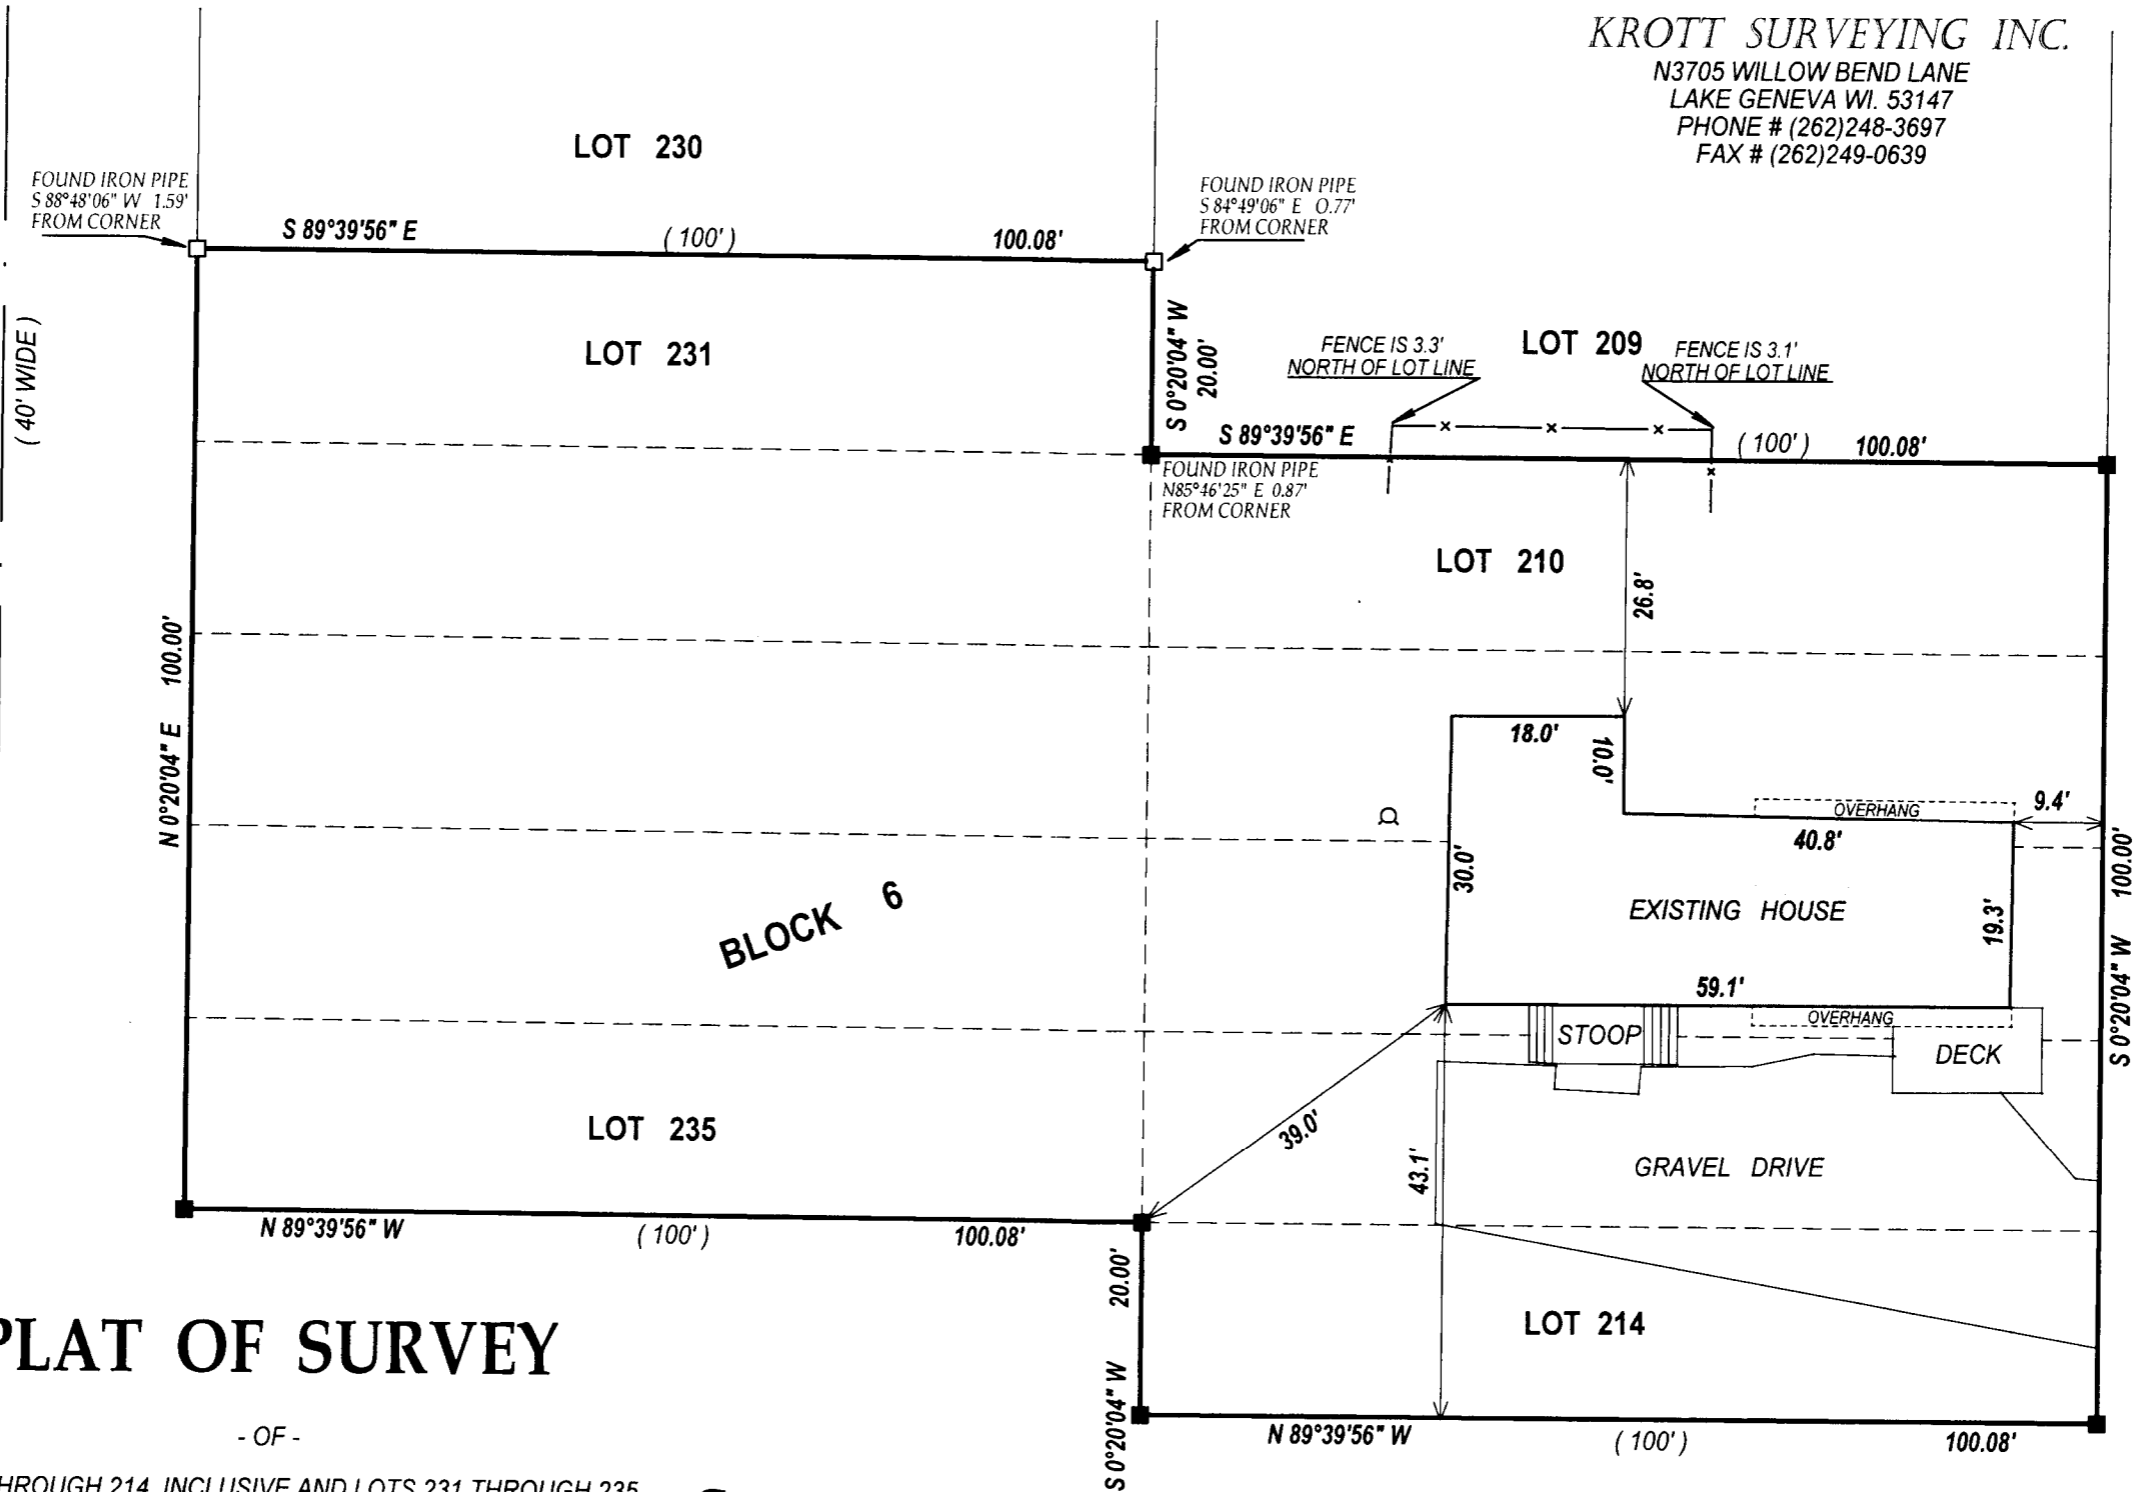 KROTT SURVEYING INC.
N3705 WILLOW BEND LANE
LAKE GENEVA WI. 53147
PHONE # (262)248-3697
FAX # (262)249-0639
LOT 230
FOUND IRON PIPE
S 88°48'06" W 1.59'
FROM CORNER
FOUND IRON PIPE
S 84°49'06" E 0.77'
FROM CORNER
S 89°39'56" E
( 100' )
100.08'
( 40' WIDE )
LOT 231
S 0°20'04" W
20.00'
LOT 209
FENCE IS 3.3'
NORTH OF LOT LINE
FENCE IS 3.1'
NORTH OF LOT LINE
S 89°39'56" E
( 100' )
100.08'
FOUND IRON PIPE
N85°46'25" E 0.87'
FROM CORNER
LOT 210
26.8'
N 0°20'04" E 100.00'
18.0'
10.0'
OVERHANG
9.4'
40.8'
30.0'
EXISTING HOUSE
19.3'
S 0°20'04" W 100.00'
BLOCK 6
59.1'
STOOP
OVERHANG
DECK
39.0'
43.1'
GRAVEL DRIVE
LOT 235
N 89°39'56" W
( 100' )
100.08'
20.00'
S 0°20'04" W
LOT 214
N 89°39'56" W
( 100' )
100.08'
PLAT OF SURVEY
- OF -
HROUGH 214, INCLUSIVE AND LOTS 231 THROUGH 235